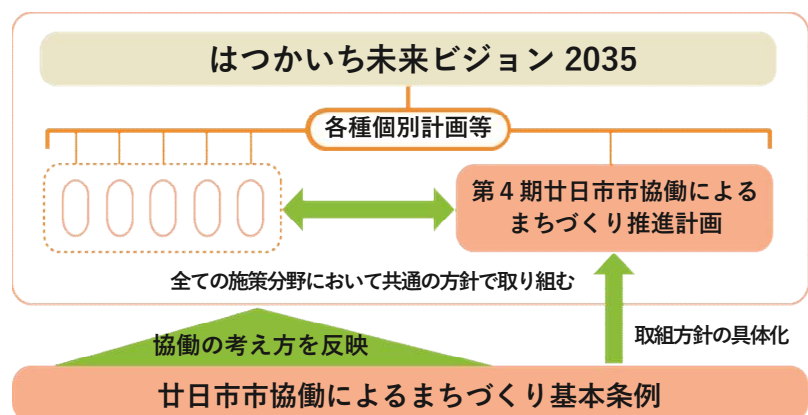 はつかいち未来ビジョン 2035
各種個別計画等
第４期廿日市市協働による
まちづくり推進計画
全ての施策分野において共通の方針で取り組む
協働の考え方を反映
取組方針の具体化
廿日市市協働によるまちづくり基本条例